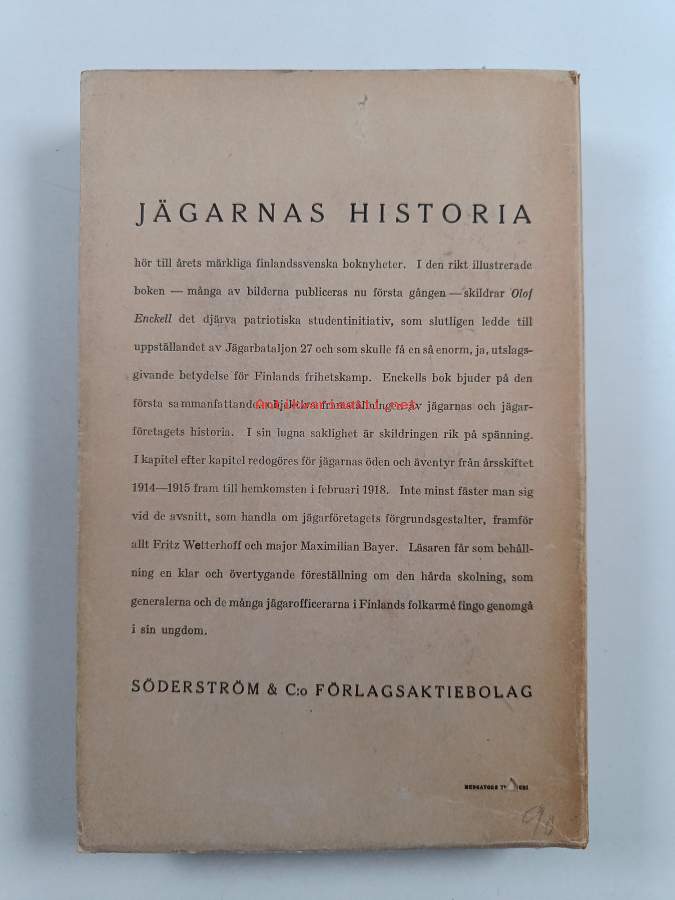 JÄGARNAS HISTORIA
hör till årets märkliga finlandssvenska boknyheter. I den rikt illustrerade
boken — många av bilderna publiceras nu första gången — skildrar Olof
Enckell det djärva patriotiska studentinitiativ, som slutligen ledde till
uppställandet av Jägarbataljon 27 och som skulle få en så enorm, ja, utslags-
givande betydelse för Finlands frihetskamp. Enckells bok bjuder på den
första sammanfattande objektiva framställningen av jägarnas och jägar-
företagets historia. I sin lugna saklighet är skildringen rik på spänning.
I kapitel efter kapitel redogöres för jägarnas öden och äventyr från årsskiftet
1914—1915 fram till hemkomsten i februari 1918. Inte minst fäster man sig
vid de avsnitt, som handla om jägarföretagets förgrundsgestalter, framför
allt Fritz Wetterhoff och major Maximilian Bayer. Läsaren får som behåll-
ning en klar och övertygande föreställning om den hårda skolning, som
generalerna och de många jägarofficerarna i Finlands folkarmé fingo genomgå
i sin ungdom.
SÖDERSTRÖM & C:o FÖRLAGSAKTIEBOLAG